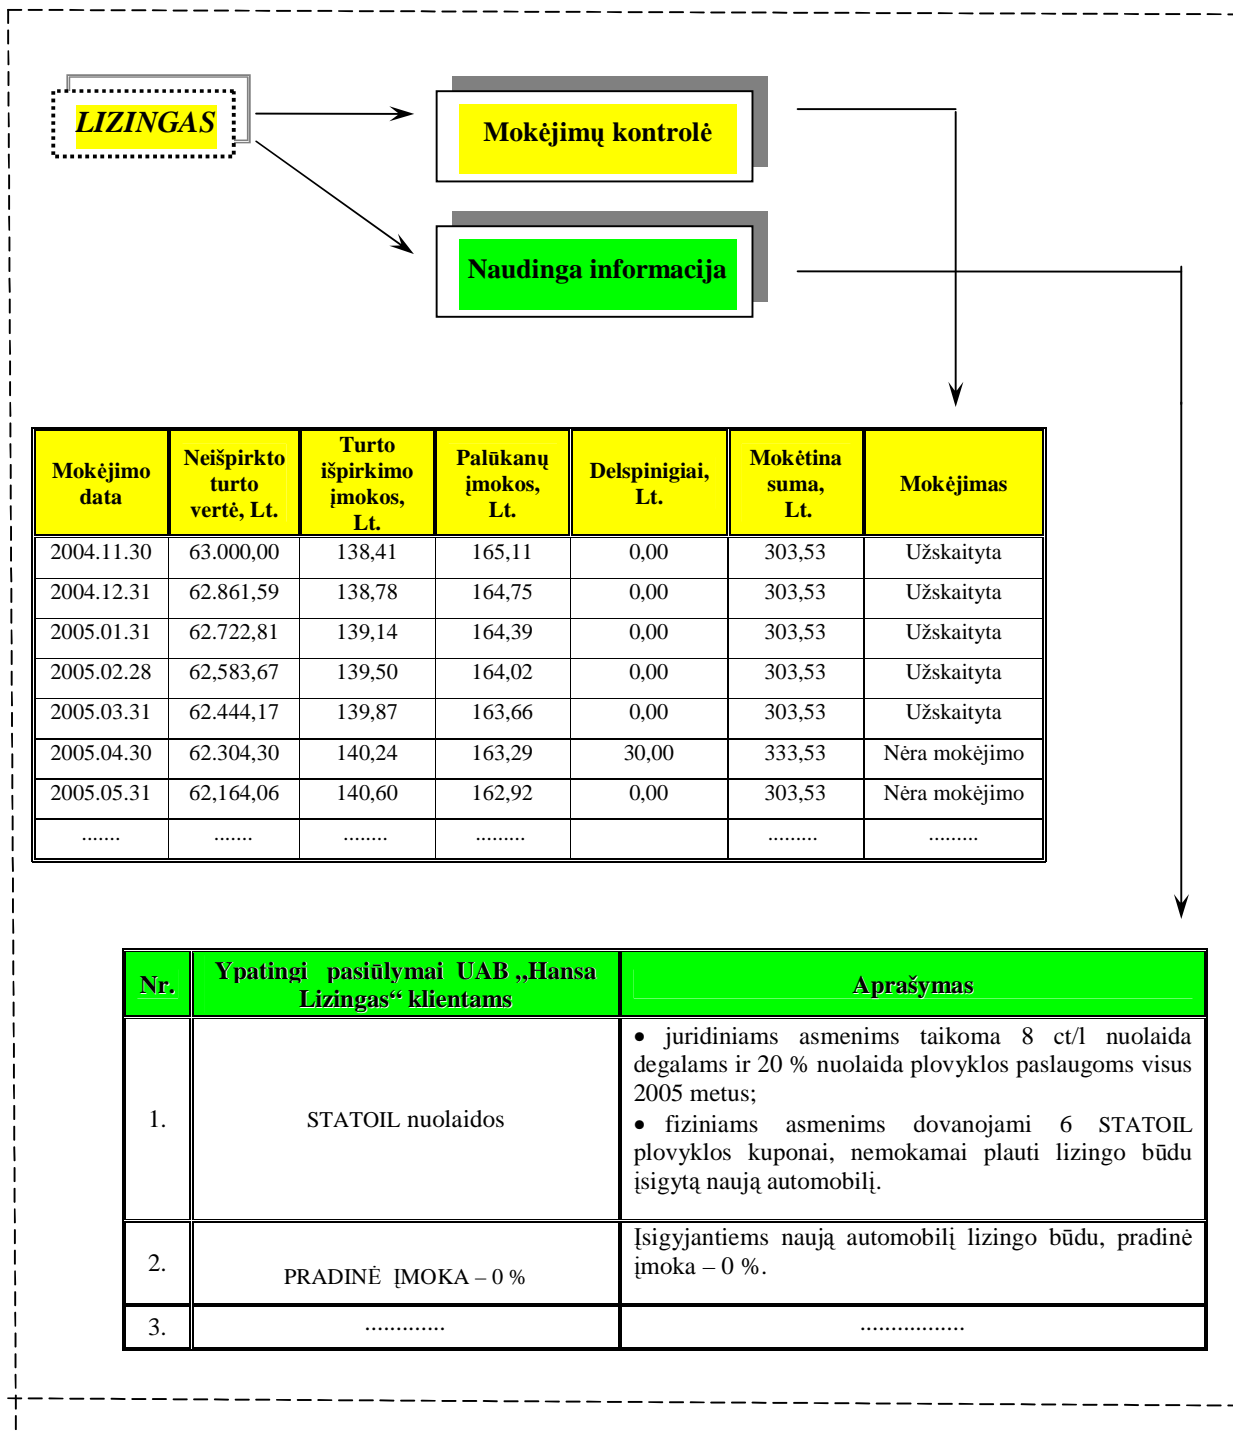 LIZINGAS
Mokėjimų kontrolė
Naudinga informacija
Mokėjimo data
Neišpirkto turto vertė, Lt.
Turto išpirkimo įmokos, Lt.
Palūkanų įmokos, Lt.
Delspinigiai, Lt.
Mokėtina suma, Lt.
Mokėjimas
2004.11.30 63.000,00 138,41 165,11 0,00 303,53 Užskaityta
2004.12.31 62.861,59 138,78 164,75 0,00 303,53 Užskaityta
2005.01.31 62.722,81 139,14 164,39 0,00 303,53 Užskaityta
2005.02.28 62,583,67 139,50 164,02 0,00 303,53 Užskaityta
2005.03.31 62.444,17 139,87 163,66 0,00 303,53 Užskaityta
2005.04.30 62.304,30 140,24 163,29 30,00 333,53 Nėra mokėjimo
2005.05.31 62,164,06 140,60 162,92 0,00 303,53 Nėra mokėjimo
....... ....... ........ ......... ......... .........
Nr.
Ypatingi pasiūlymai UAB „Hansa
Lizingas“ klientams
Aprašymas
1.
STATOIL nuolaidos
• juridiniams asmenims taikoma 8 ct/l nuolaida
degalams ir 20 % nuolaida plovyklos paslaugoms visus
2005 metus;
• fiziniams asmenims dovanojami 6 STATOIL
plovyklos kuponai, nemokamai plauti lizingo būdu
įsigytą naują automobilį.
2.
PRADINĖ ĮMOKA – 0 %
Įsigyjantiems naują automobilį lizingo būdu, pradinė
įmoka – 0 %.
3. ............. .................